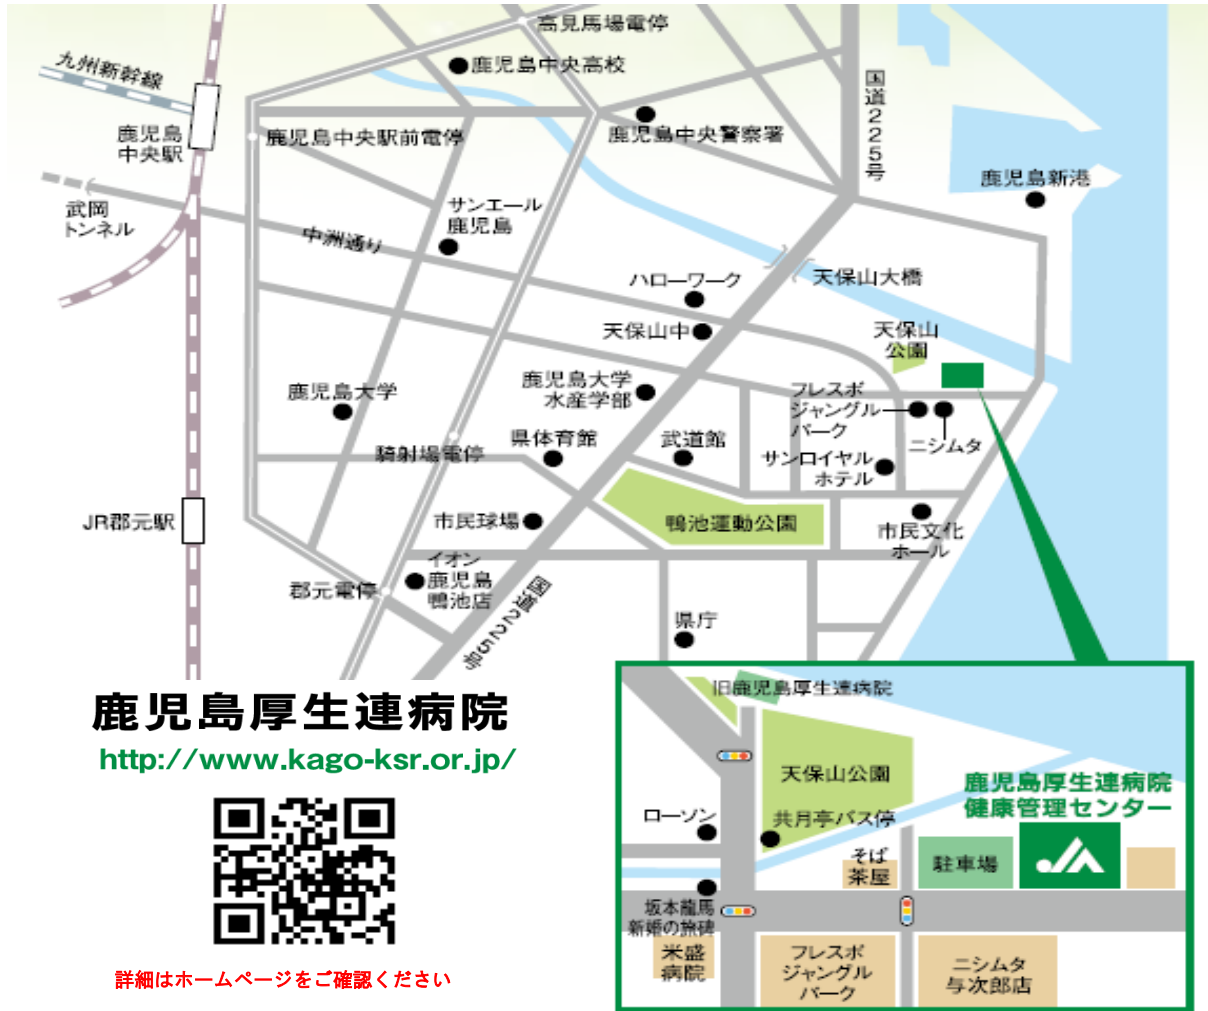 高見馬場電停
九州新幹線
鹿児島中央高校
国道225号
鹿児島
中央駅
鹿児島中央駅前電停
鹿児島中央警察署
鹿児島新港
武岡
トンネル
サンエール
鹿児島
中洲通り
ハローワーク
天保山大橋
天保山中
天保山
公園
鹿児島大学
鹿児島大学
水産学部
フレスポ
ジャングル
パーク
ニシムタ
騎射場電停
県体育館
武道館
サンロイヤル
ホテル
JR郡元駅
市民球場
鴨池運動公園
市民文化
ホール
郡元電停
イオン
鹿児島
鴨池店
国道225号
県庁
鹿児島厚生連病院
http://www.kago-ksr.or.jp/
詳細はホームページをご確認ください
旧鹿児島厚生連病院
天保山公園
鹿児島厚生連病院
健康管理センター
ローソン
共月亭バス停
そば
茶屋
駐車場
坂本龍馬
新婚の旅碑
米盛
病院
フレスポ
ジャングル
パーク
ニシムタ
与次郎店